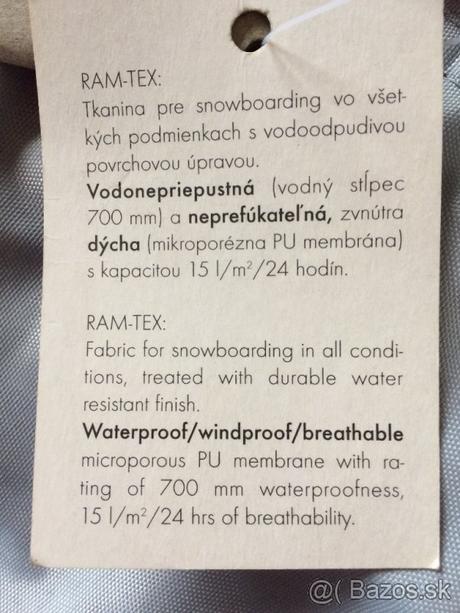 RAM-TEX:
Tkanina pre snowboarding vo všet-
kých podmienkach s vodoodpudivou
povrchovou úpravou.
Vodonepriepustná (vodný stĺpec
700 mm) a neprefúkateľná, zvnútra
dýcha (mikroporézna PU membrána)
s kapacitou 15 l/m²/24 hodín.
RAM-TEX:
Fabric for snowboarding in all condi-
tions, treated with durable water
resistant finish.
Waterproof/windproof/breathable
microporous PU membrane with ra-
ting of 700 mm waterproofness,
15 l/m²/24 hrs of breathability.
@( Bazos.sk